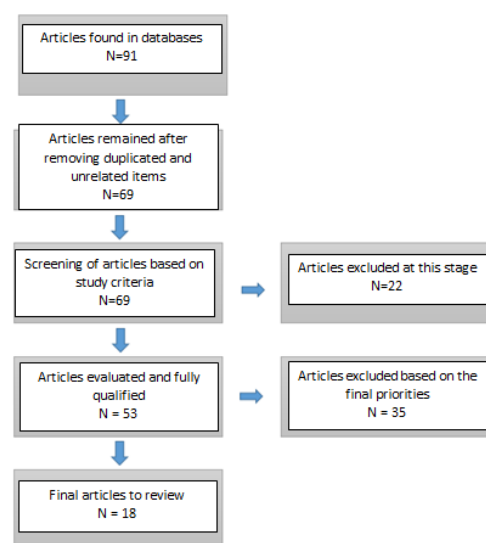 Articles found in databases
N=91
Articles remained after
removing duplicated and
unrelated items
N=69
Screening of articles based on
study criteria
N=69
Articles excluded at this stage
N=22
Articles evaluated and fully
qualified
N = 53
Articles excluded based on the
final priorities
N = 35
Final articles to review
N = 18